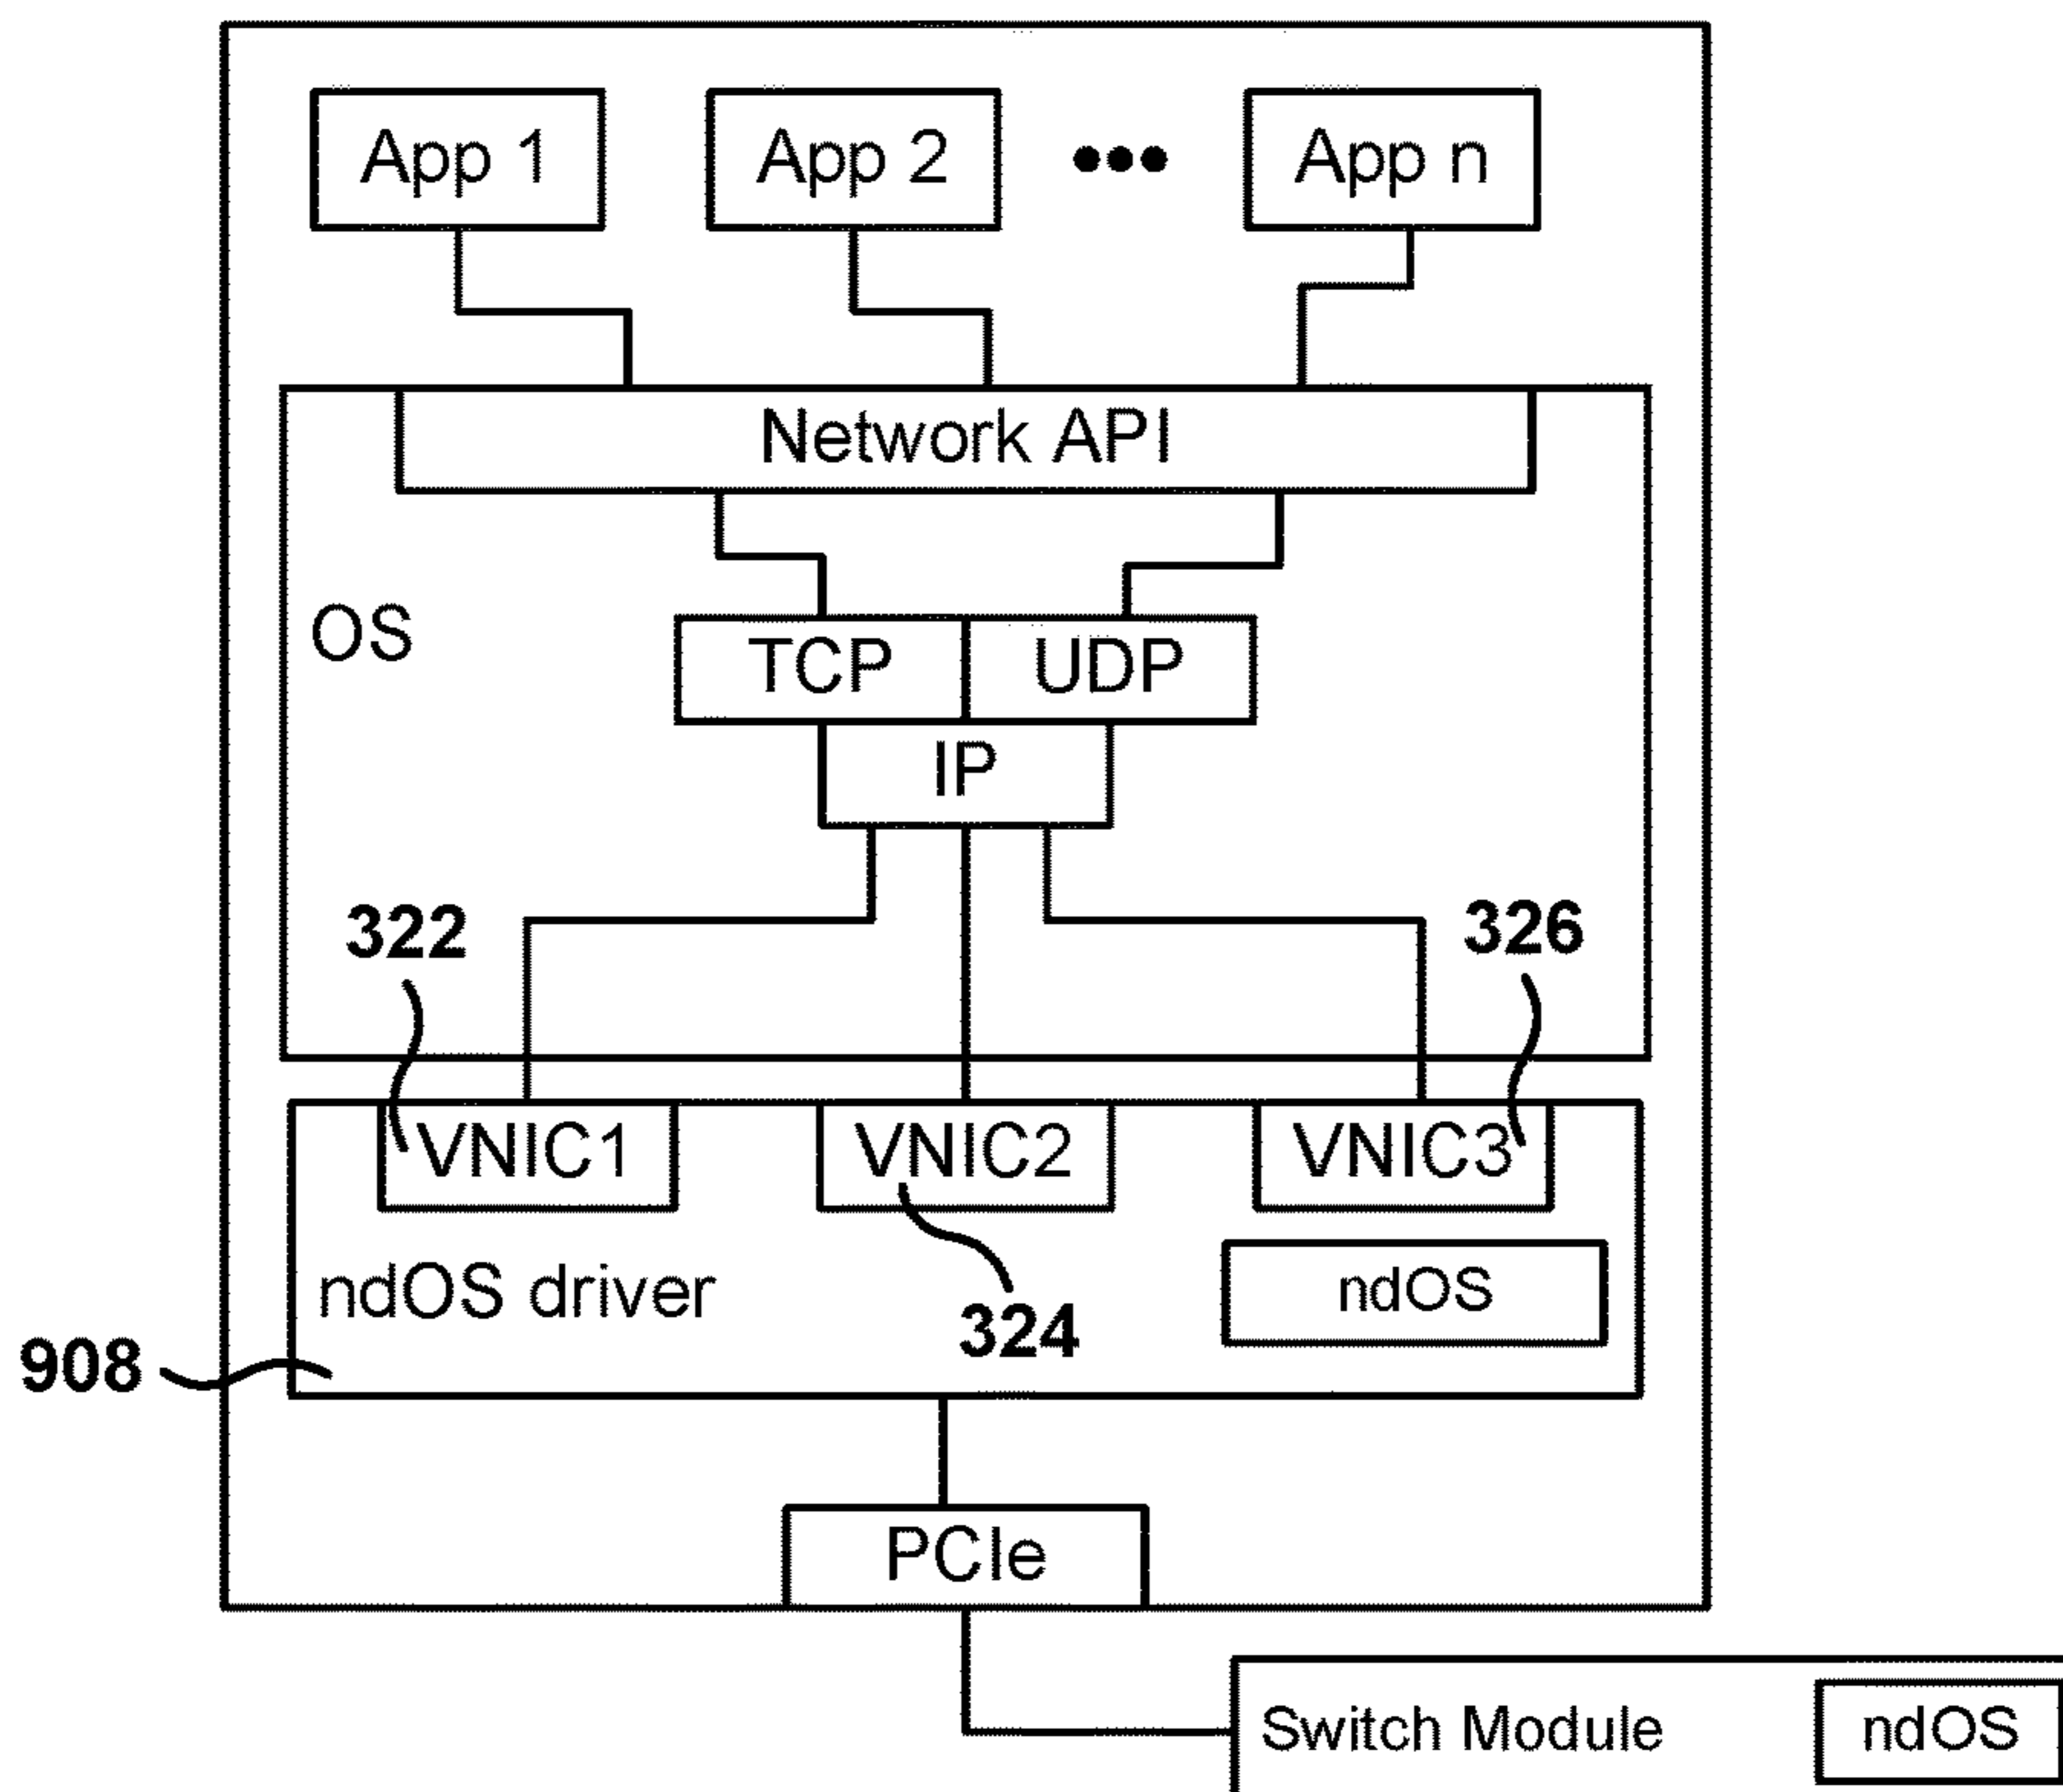 App 1 App 2 ••• App n
Network API
OS
TCP UDP
IP
322 326
VNIC1 VNIC2 VNIC3
ndOS driver ndOS
324
908
PCIe
Switch Module ndOS